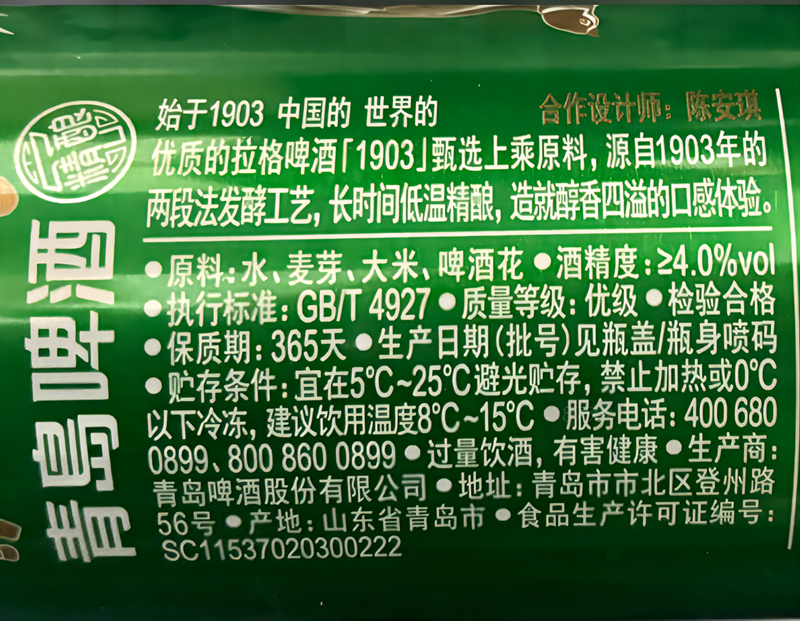 始于1903 中国的 世界的
合作设计师：陈安琪
优质的拉格啤酒「1903」甄选上乘原料，源自1903年的
两段法发酵工艺，长时间低温精酿，造就醇香四溢的口感体验。
●原料：水、麦芽、大米、啤酒花 ●酒精度：≥4.0%vol
●执行标准：GB/T 4927 ●质量等级：优级 ●检验合格
●保质期：365天 ●生产日期(批号)见瓶盖/瓶身喷码
●贮存条件：宜在5℃~25℃避光贮存，禁止加热或0℃
以下冷冻，建议饮用温度8℃~15℃ ●服务电话：400 680
0899、800 860 0899 ●过量饮酒，有害健康 ●生产商：
青岛啤酒股份有限公司 ●地址：青岛市市北区登州路
56号 ●产地：山东省青岛市 ●食品生产许可证编号：
SC11537020300222
青岛啤酒